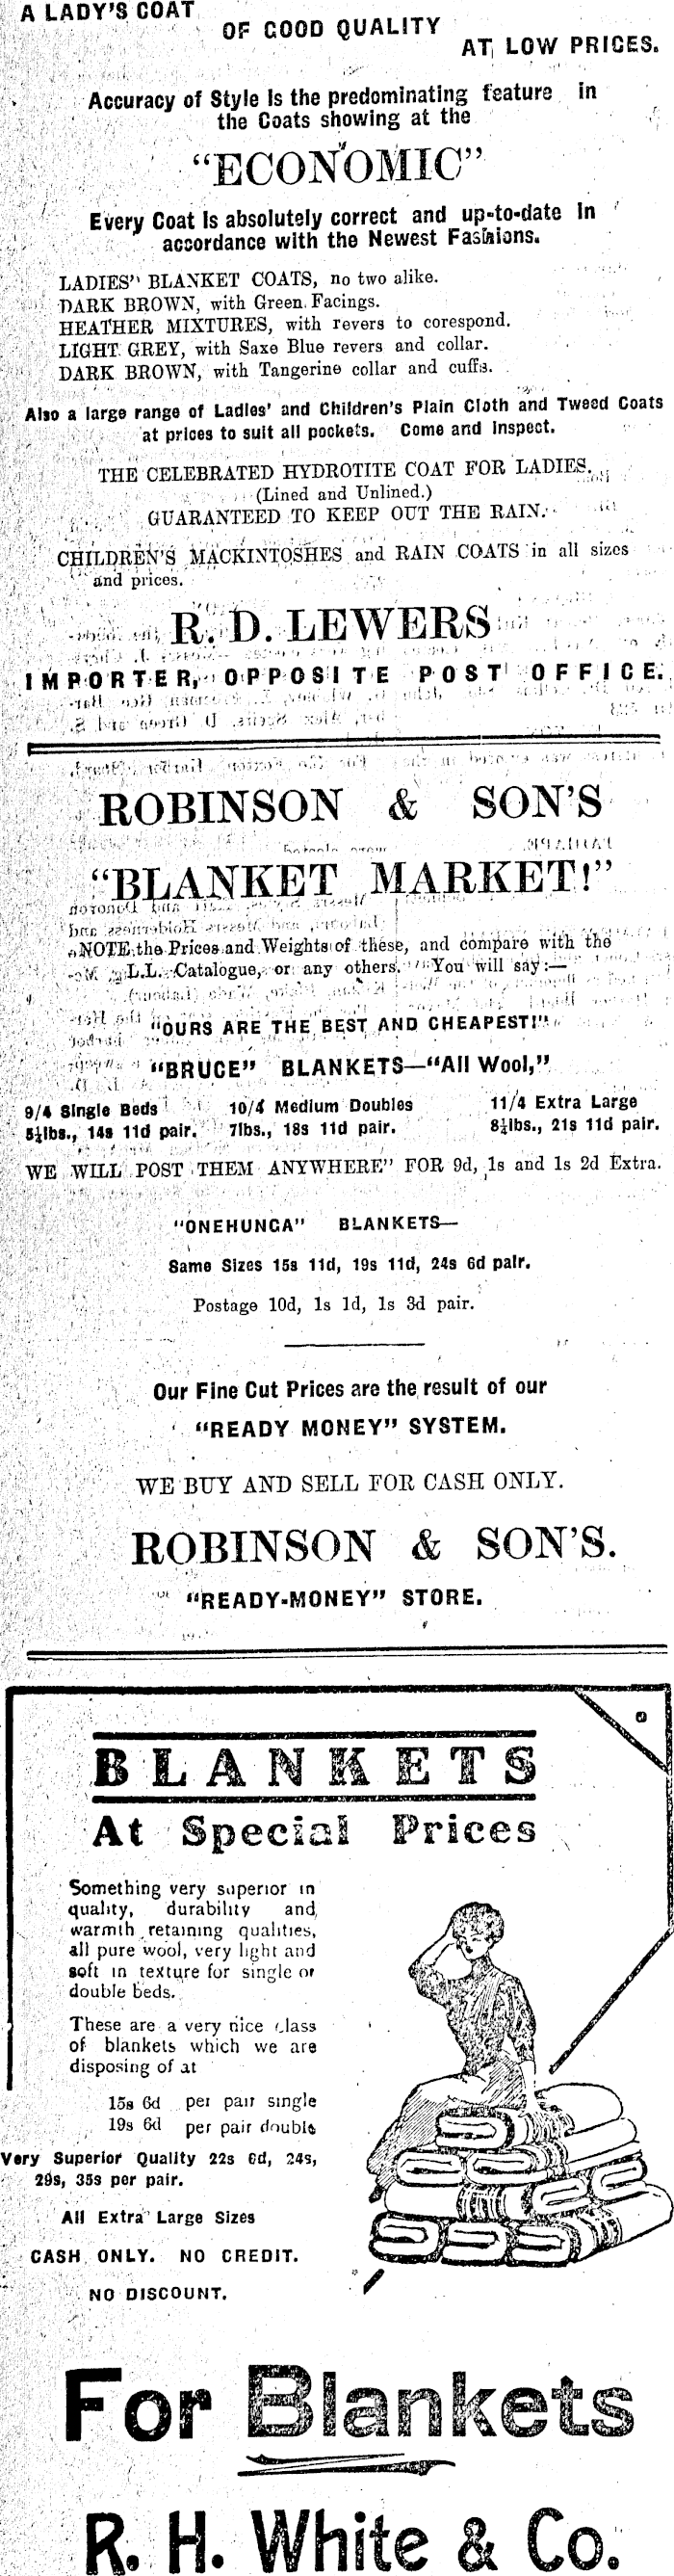 A LADY'S COAT
OF GOOD QUALITY
AT LOW PRICES.
Accuracy of Style is the predominating feature in
the Coats showing at the
"ECONOMIC"
Every Coat is absolutely correct and up-to-date in
accordance with the Newest Fashions.
LADIES" BLANKET COATS, no two alike.
DARK BROWN, with Green Facings.
HEATHER MIXTURES, with revers to corespond.
LIGHT GREY, with Saxe Blue revers and collar.
DARK BROWN, with Tangerine collar and cuffs.
Also a large range of Ladies' and Children's Plain Cloth and Tweed Coats
at prices to suit all pockets. Come and Inspect.
THE CELEBRATED HYDROTITE COAT FOR LADIES.
(Lined and Unlined.)
GUARANTEED TO KEEP OUT THE RAIN.
CHILDREN'S MACKINTOSHES and RAIN COATS in all sizes
and prices.
R. D. LEWERS
IMPORTER, OPPOSITE POST OFFICE.
ROBINSON & SON'S
"BLANKET MARKET!"
NOTE the Prices and Weights of these, and compare with the
L.L. Catalogue, or any others. You will say:—
"OURS ARE THE BEST AND CHEAPEST!"
"BRUCE" BLANKETS—"All Wool,"
9/4 Single Beds 10/4 Medium Doubles 11/4 Extra Large
5½lbs., 14s 11d pair. 7lbs., 18s 11d pair. 8½lbs., 21s 11d pair.
WE WILL POST THEM ANYWHERE" FOR 9d, 1s and 1s 2d Extra.
"ONEHUNGA" BLANKETS—
Same Sizes 15s 11d, 19s 11d, 24s 6d pair.
Postage 10d, 1s 1d, 1s 3d pair.
Our Fine Cut Prices are the result of our
"READY MONEY" SYSTEM.
WE BUY AND SELL FOR CASH ONLY.
ROBINSON & SON'S.
"READY-MONEY" STORE.
BLANKETS
At Special Prices
Something very superior in
quality, durability and
warmth retaining qualities,
all pure wool, very light and
soft in texture for single or
double beds.
These are a very nice class
of blankets which we are
disposing of at
15s 6d per pair single
19s 6d per pair double
Very Superior Quality 22s 6d, 24s,
29s, 35s per pair.
All Extra Large Sizes
CASH ONLY. NO CREDIT.
NO DISCOUNT.
For Blankets
R. H. White & Co.